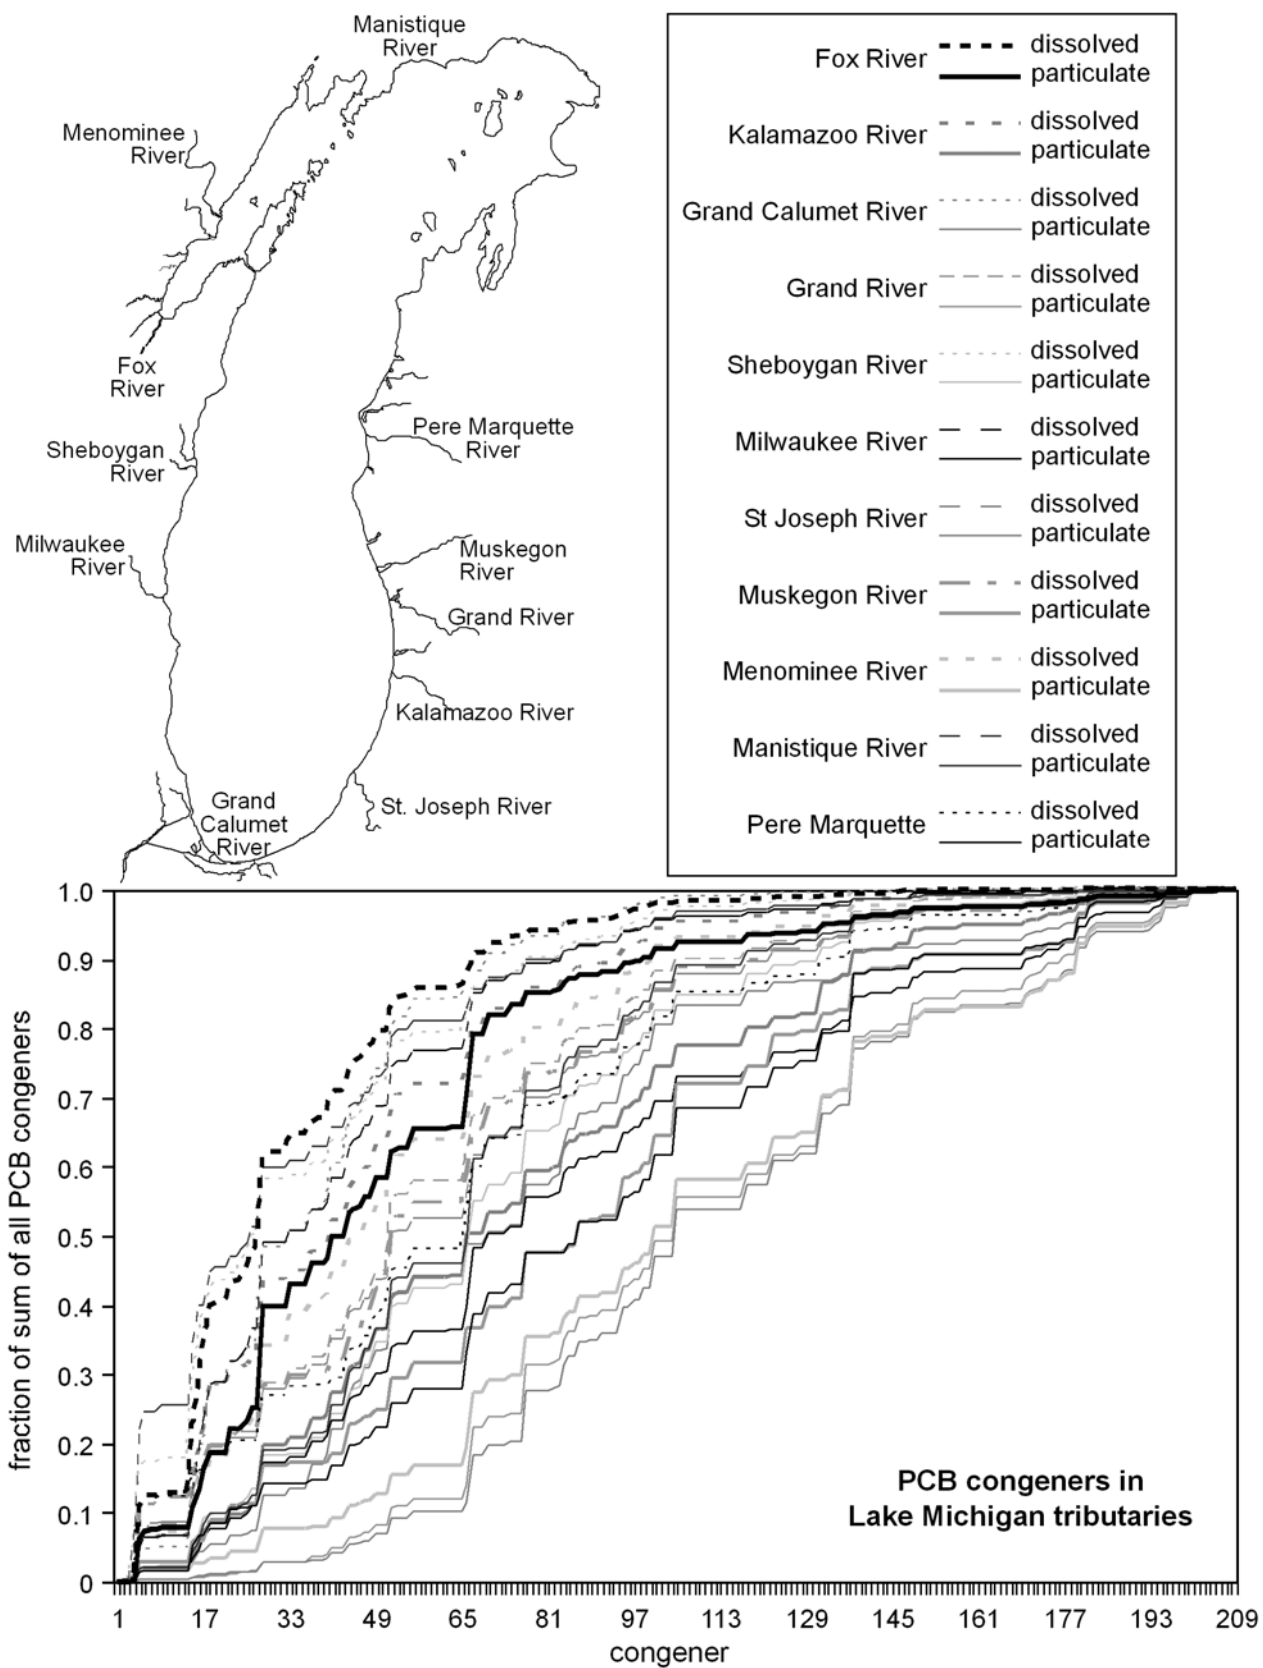 Manistique
River
Menominee
River
Fox
River
Sheboygan
River
Milwaukee
River
Pere Marquette
River
Muskegon
River
Grand River
Kalamazoo River
St. Joseph River
Grand
Calumet
River
Fox River dissolved
particulate
Kalamazoo River dissolved
particulate
Grand Calumet River dissolved
particulate
Grand River dissolved
particulate
Sheboygan River dissolved
particulate
Milwaukee River dissolved
particulate
St Joseph River dissolved
particulate
Muskegon River dissolved
particulate
Menominee River dissolved
particulate
Manistique River dissolved
particulate
Pere Marquette dissolved
particulate
fraction of sum of all PCB congeners
1.0
0.9
0.8
0.7
0.6
0.5
0.4
0.3
0.2
0.1
0
PCB congeners in
Lake Michigan tributaries
1 17 33 49 65 81 97 113 129 145 161 177 193 209
congener